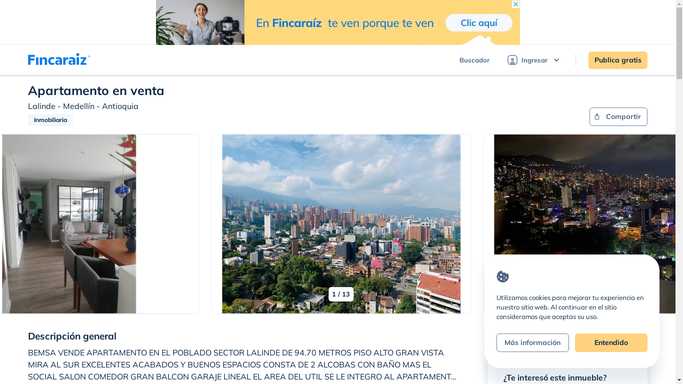 En Fincaraíz te ven porque te ven
Clic aquí
Fincaraiz
Buscador
Ingresar
Publica gratis
Apartamento en venta
Lalinde - Medellín - Antioquia
Inmobiliaria
Compartir
1 / 13
Utilizamos cookies para mejorar tu experiencia en
nuestro sitio web. Al continuar en el sitio
consideramos que aceptas su uso.
Más información
Entendido
Descripción general
BEMSA VENDE APARTAMENTO EN EL POBLADO SECTOR LALINDE DE 94.70 METROS PISO ALTO GRAN VISTA
MIRA AL SUR EXCELENTES ACABADOS Y BUENOS ESPACIOS CONSTA DE 2 ALCOBAS CON BAÑO MAS EL
SOCIAL SALON COMEDOR GRAN BALCON GARAJE LINEAL EL AREA DEL UTIL SE LE INTEGRO AL APARTAMENT...
¿Te interesó este inmueble?